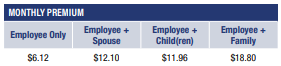 MONTHLY PREMIUM
Employee Only Employee + Spouse Employee + Child(ren) Employee + Family
$6.12 $12.10 $11.96 $18.80